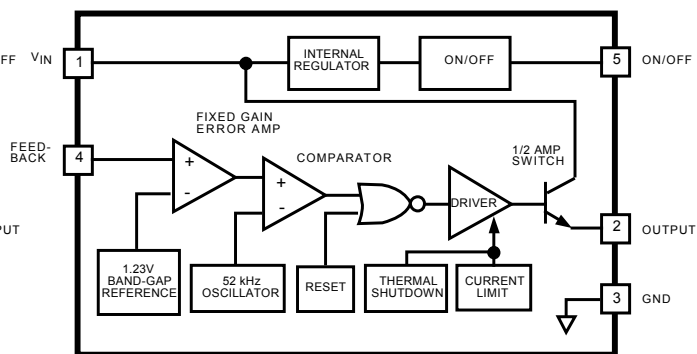 FF
VIN
1
INTERNAL
REGULATOR
ON/OFF
5
ON/OFF
FIXED GAIN
ERROR AMP
FEED-
BACK
4
+
-
COMPARATOR
+
-
1/2 AMP
SWITCH
DRIVER
PUT
2
OUTPUT
1.23V
BAND-GAP
REFERENCE
52 kHz
OSCILLATOR
RESET
THERMAL
SHUTDOWN
CURRENT
LIMIT
3
GND